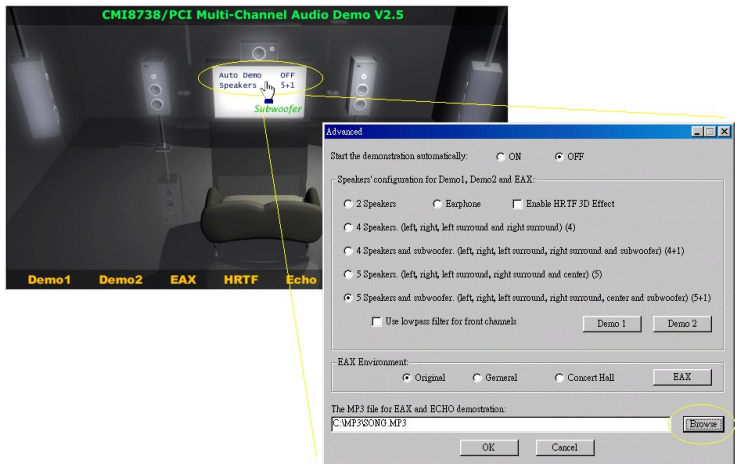 CMI8738/PCI Multi-Channel Audio Demo V2.5
Auto Demo OFF
Speakers 5+1
Subwoofer
Demo1 Demo2 EAX HRTF Echo
Advanced
Start the demonstration automatically: ON OFF
Speakers' configuration for Demo1, Demo2 and EAX:
2 Speakers Earphone Enable HRTF 3D Effect
4 Speakers. (left, right, left surround and right surround) (4)
4 Speakers and subwoofer. (left, right, left surround, right surround and subwoofer) (4+1)
5 Speakers. (left, right, left surround, right surround and center) (5)
5 Speakers and subwoofer. (left, right, left surround, right surround, center and subwoofer) (5+1)
Use lowpass filter for front channels Demo 1 Demo 2
EAX Environment:
Original Gemeral Concert Hall EAX
The MP3 file for EAX and ECHO demostration:
C:\MP3\SONG.MP3 Browse
OK Cancel